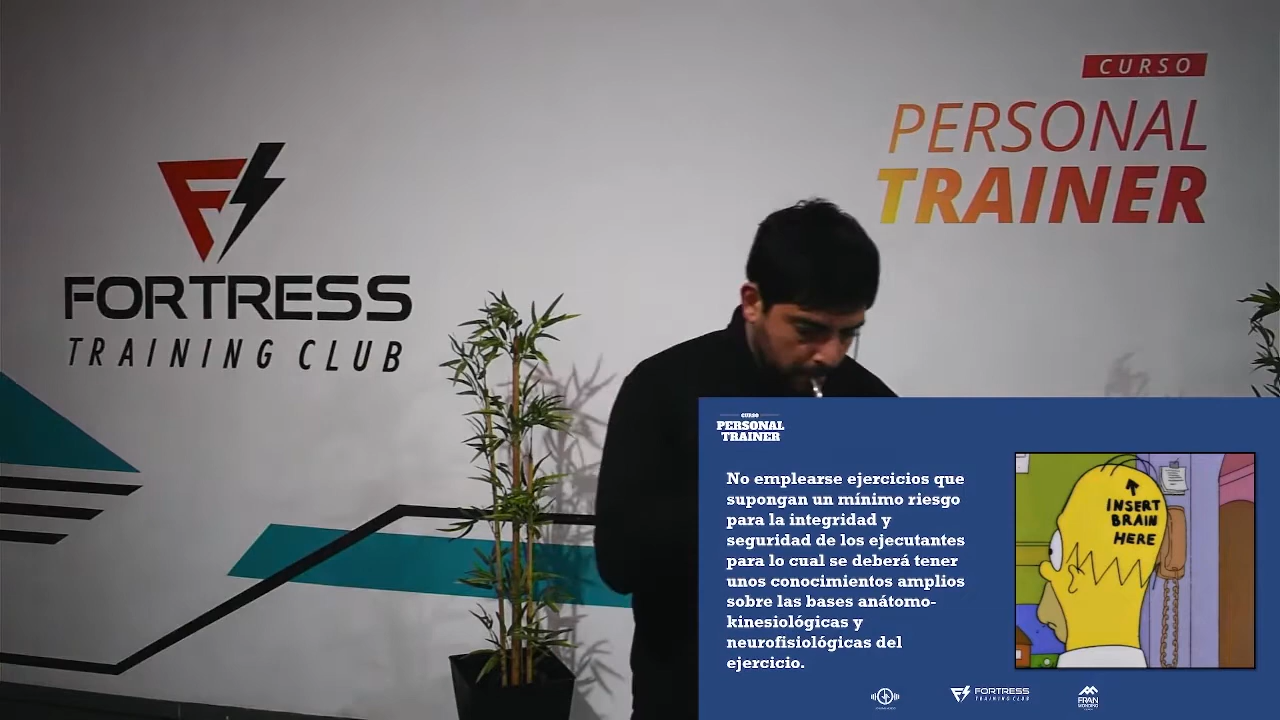 CURSO
PERSONAL
TRAINER
FORTRESS
TRAINING CLUB
CURSO
PERSONAL
TRAINER
No emplearse ejercicios que
supongan un mínimo riesgo
para la integridad y
seguridad de los ejecutantes
para lo cual se deberá tener
unos conocimientos amplios
sobre las bases anátomo-
kinesiológicas y
neurofisiológicas del
ejercicio.
INSERT
BRAIN
HERE
FORTRESS
TRAINING CLUB
FRAN